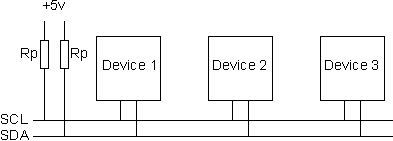 +5v
Rp Rp
Device 1 Device 2 Device 3
SCL
SDA